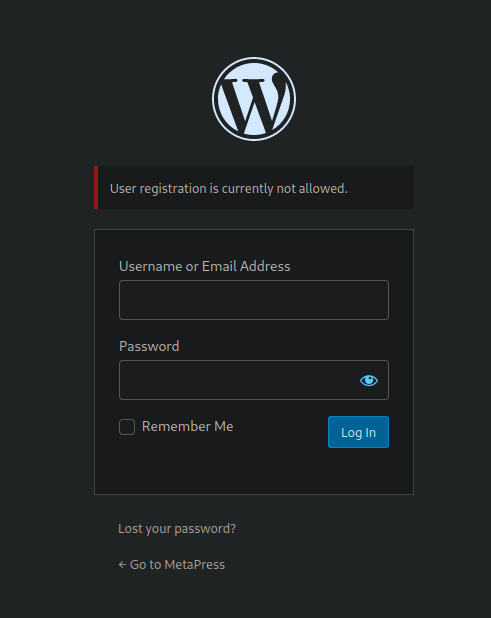 User registration is currently not allowed.
Username or Email Address
Password
Remember Me
Log In
Lost your password?
← Go to MetaPress